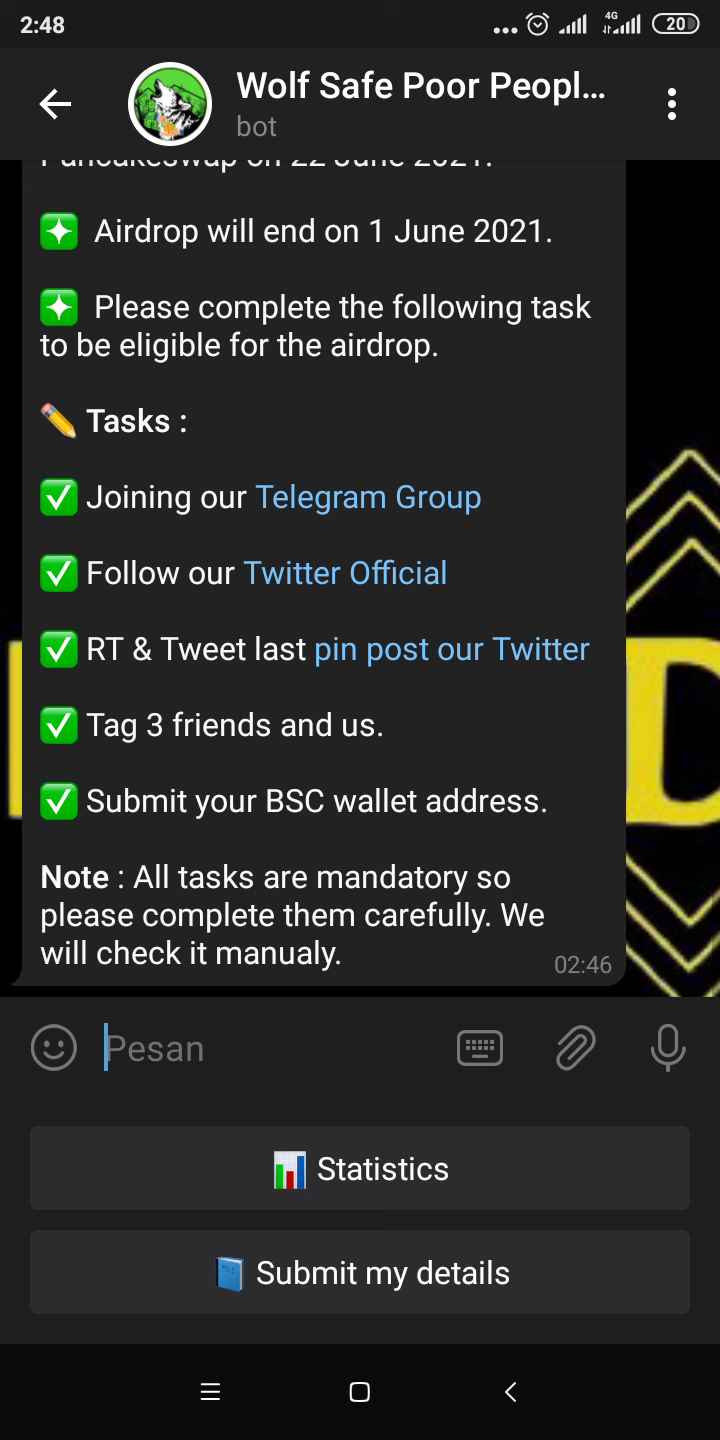 2:48
4G
20
Wolf Safe Poor Peopl...
bot
Pancakeswap on 22 June 2021.
Airdrop will end on 1 June 2021.
Please complete the following task
to be eligible for the airdrop.
Tasks :
Joining our Telegram Group
Follow our Twitter Official
RT & Tweet last pin post our Twitter
Tag 3 friends and us.
Submit your BSC wallet address.
Note : All tasks are mandatory so
please complete them carefully. We
will check it manualy.
02:46
D
Pesan
Statistics
Submit my details